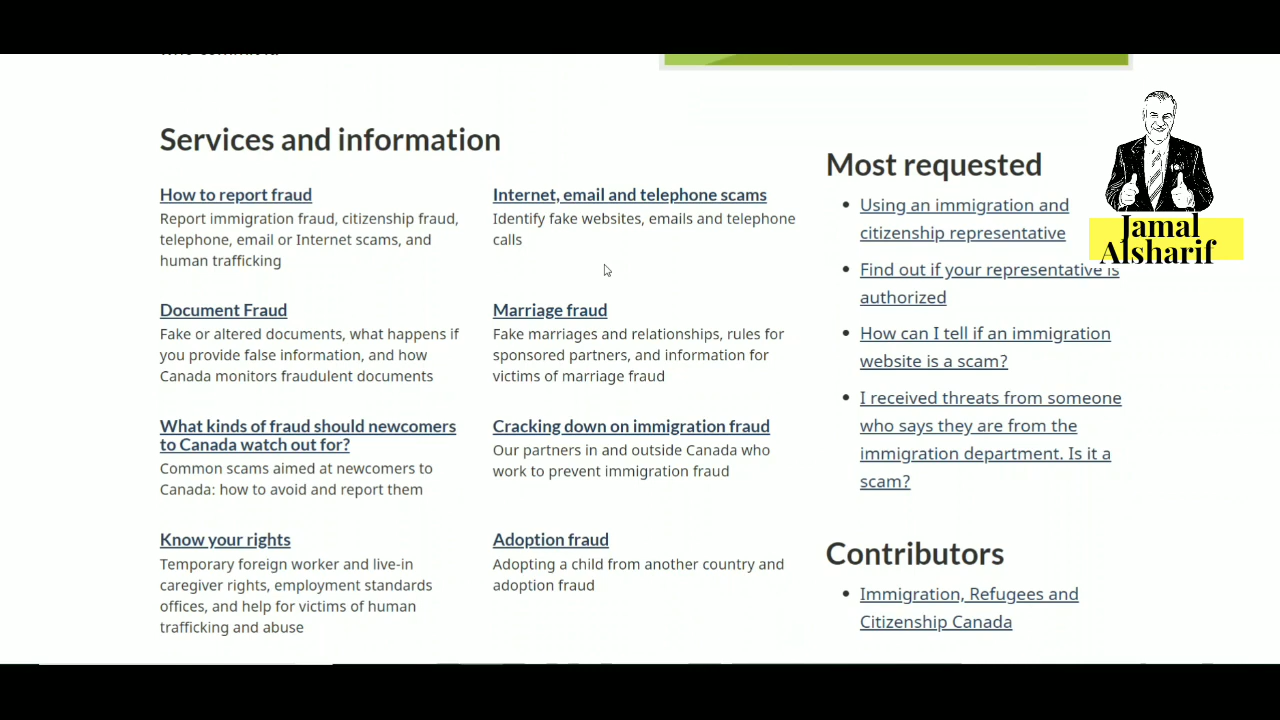 Services and information
How to report fraud
Report immigration fraud, citizenship fraud,
telephone, email or Internet scams, and
human trafficking
Internet, email and telephone scams
Identify fake websites, emails and telephone
calls
Document Fraud
Fake or altered documents, what happens if
you provide false information, and how
Canada monitors fraudulent documents
Marriage fraud
Fake marriages and relationships, rules for
sponsored partners, and information for
victims of marriage fraud
What kinds of fraud should newcomers
to Canada watch out for?
Common scams aimed at newcomers to
Canada: how to avoid and report them
Cracking down on immigration fraud
Our partners in and outside Canada who
work to prevent immigration fraud
Know your rights
Temporary foreign worker and live-in
caregiver rights, employment standards
offices, and help for victims of human
trafficking and abuse
Adoption fraud
Adopting a child from another country and
adoption fraud
Most requested
Using an immigration and
citizenship representative
Find out if your representative is
authorized
How can I tell if an immigration
website is a scam?
I received threats from someone
who says they are from the
immigration department. Is it a
scam?
Contributors
Immigration, Refugees and
Citizenship Canada
Jamal
Alsharif